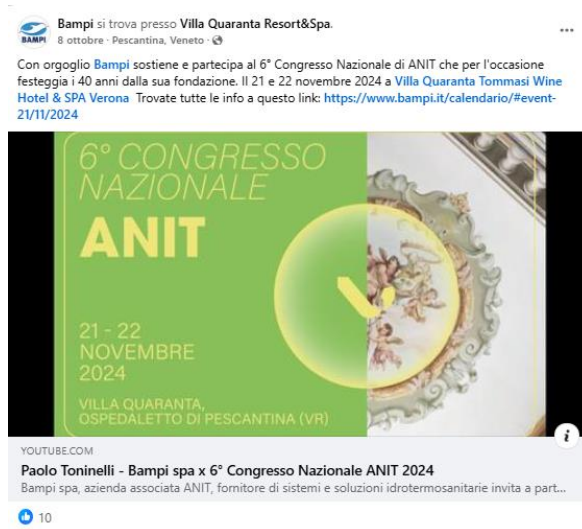 Bampi si trova presso Villa Quaranta Resort&Spa.
8 ottobre · Pescantina, Veneto ·
BAMPI
Con orgoglio Bampi sostiene e partecipa al 6° Congresso Nazionale di ANIT che per l'occasione
festeggia i 40 anni dalla sua fondazione. Il 21 e 22 novembre 2024 a Villa Quaranta Tommasi Wine
Hotel & SPA Verona Trovate tutte le info a questo link: https://www.bampi.it/calendario/#event-
21/11/2024
6° CONGRESSO
NAZIONALE
ANIT
21 - 22
NOVEMBRE
2024
VILLA QUARANTA,
OSPEDALETTO DI PESCANTINA (VR)
YOUTUBE.COM
Paolo Toninelli - Bampi spa x 6° Congresso Nazionale ANIT 2024
Bampi spa, azienda associata ANIT, fornitore di sistemi e soluzioni idrotermosanitarie invita a part...
10